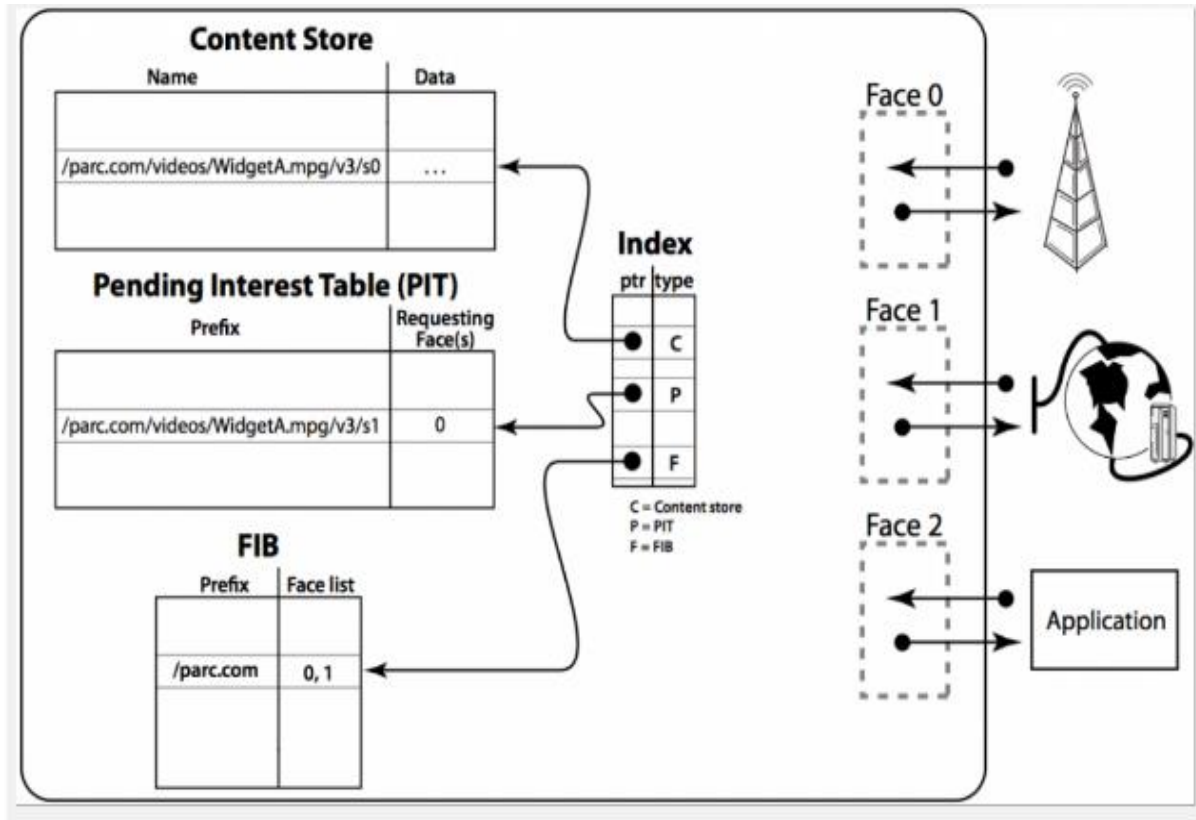 Content Store
Name Data
/parc.com/videos/WidgetA.mpg/v3/s0 ...
Pending Interest Table (PIT)
Prefix Requesting
Face(s)
/parc.com/videos/WidgetA.mpg/v3/s1 0
FIB
Prefix Face list
/parc.com 0, 1
Index
ptr type
C
P
F
C = Content store
P = PIT
F = FIB
Face 0
Face 1
Face 2
Application